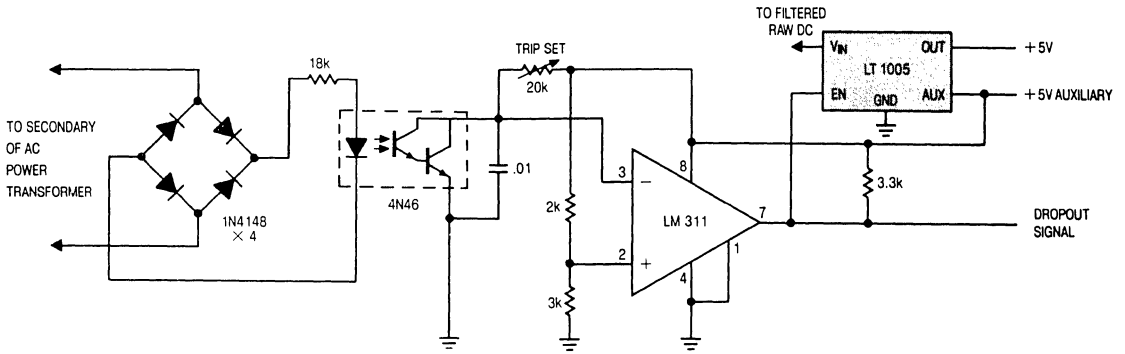 TO FILTERED
RAW DC
VIN
OUT
+5V
LT 1005
EN
GND
AUX
+5V AUXILIARY
TRIP SET
20k
18k
TO SECONDARY
OF AC
POWER
TRANSFORMER
1N4148
× 4
4N46
.01
2k
3k
3
−
8
LM 311
7
2
+
4
1
3.3k
DROPOUT
SIGNAL